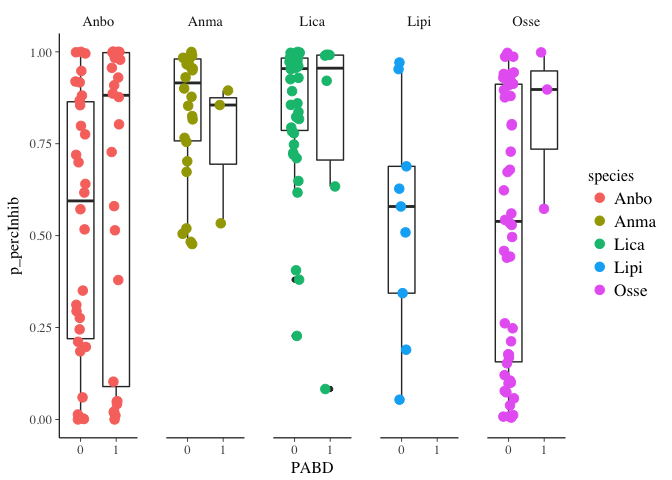 Anbo Anma Lica Lipi Osse
1.00
0.75
0.50
0.25
0.00
p_percInhib
0 1 0 1 0 1 0 1 0 1
PABD
species
Anbo
Anma
Lica
Lipi
Osse